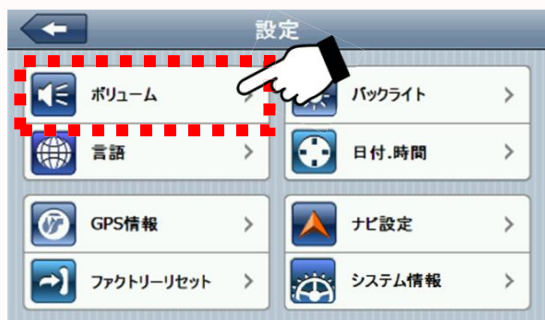 設定
ボリューム
バックライト
言語
日付.時間
GPS情報
ナビ設定
ファクトリーリセット
システム情報